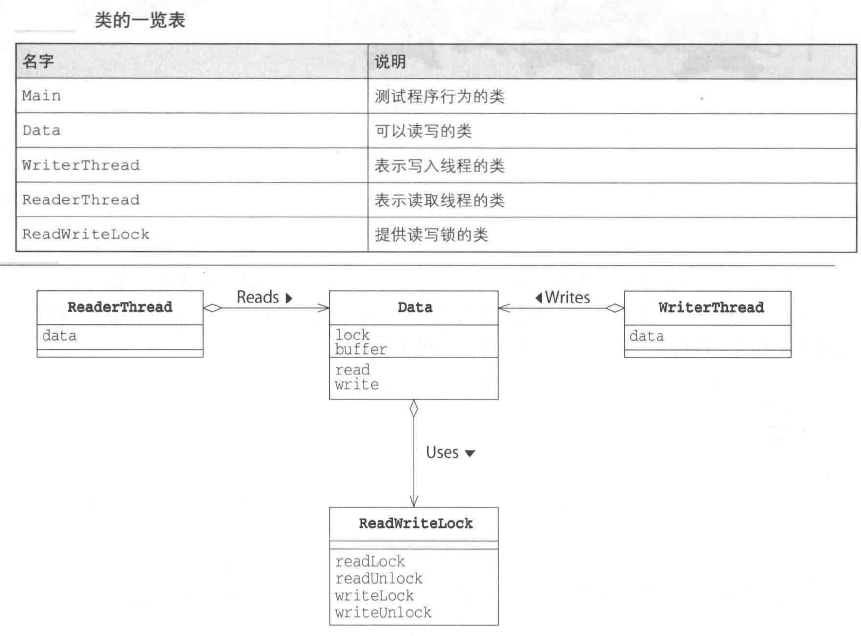 类的一览表
名字 说明
Main 测试程序行为的类
Data 可以读写的类
WriterThread 表示写入线程的类
ReaderThread 表示读取线程的类
ReadWriteLock 提供读写锁的类
ReaderThread Reads ▶ Data ◀Writes WriterThread
data lock data
buffer
read
write
Uses ▼
ReadWriteLock
readLock
readUnlock
writeLock
writeUnlock